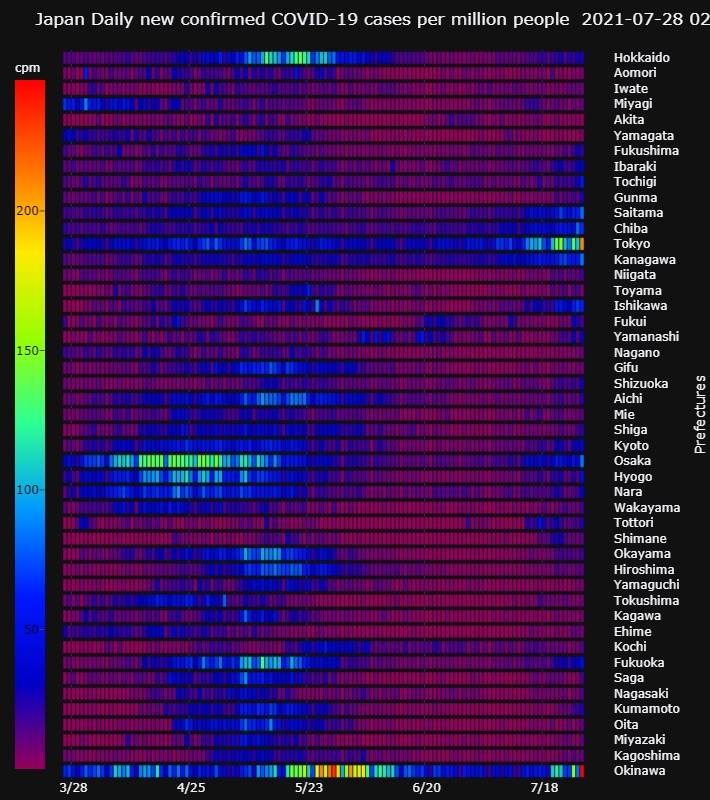 Japan Daily new confirmed COVID-19 cases per million people 2021-07-28 02
cpm
200
150
100
50
Hokkaido
Aomori
Iwate
Miyagi
Akita
Yamagata
Fukushima
Ibaraki
Tochigi
Gunma
Saitama
Chiba
Tokyo
Kanagawa
Niigata
Toyama
Ishikawa
Fukui
Yamanashi
Nagano
Gifu
Shizuoka
Aichi
Mie
Shiga
Kyoto
Osaka
Hyogo
Nara
Wakayama
Tottori
Shimane
Okayama
Hiroshima
Yamaguchi
Tokushima
Kagawa
Ehime
Kochi
Fukuoka
Saga
Nagasaki
Kumamoto
Oita
Miyazaki
Kagoshima
Okinawa
Prefectures
3/28 4/25 5/23 6/20 7/18